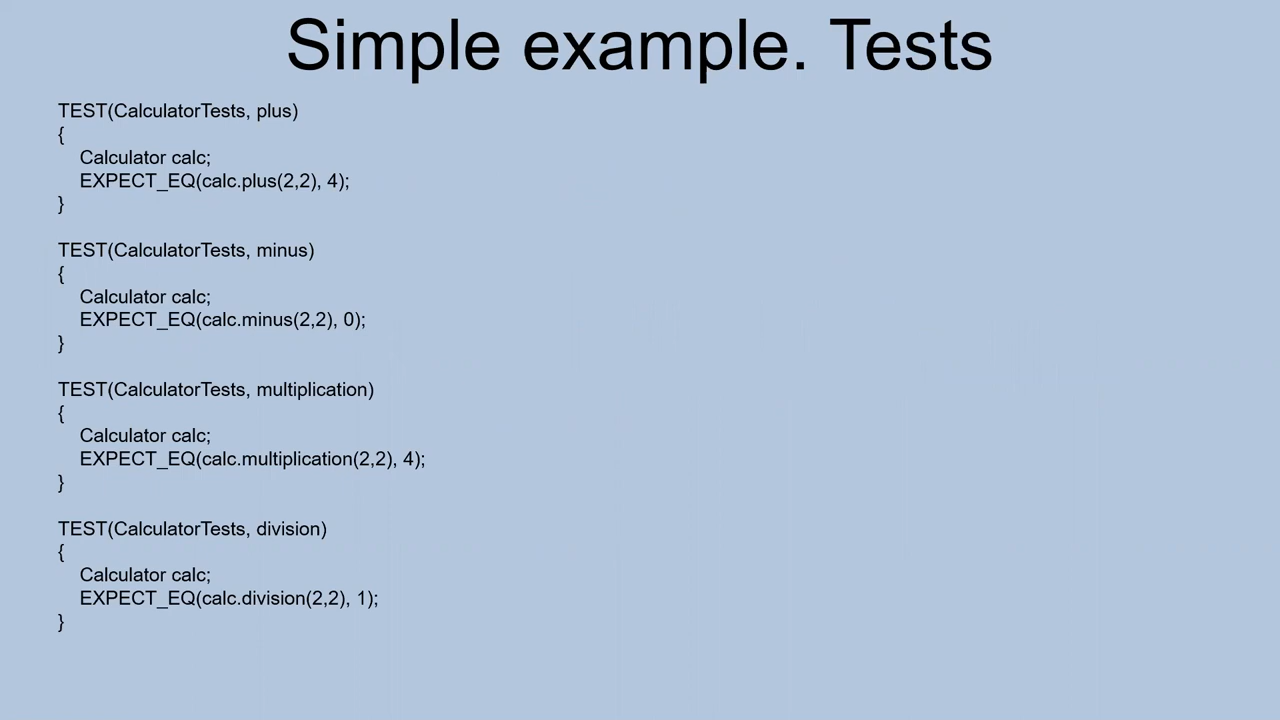 Simple example. Tests
TEST(CalculatorTests, plus)
{
Calculator calc;
EXPECT_EQ(calc.plus(2,2), 4);
}
TEST(CalculatorTests, minus)
{
Calculator calc;
EXPECT_EQ(calc.minus(2,2), 0);
}
TEST(CalculatorTests, multiplication)
{
Calculator calc;
EXPECT_EQ(calc.multiplication(2,2), 4);
}
TEST(CalculatorTests, division)
{
Calculator calc;
EXPECT_EQ(calc.division(2,2), 1);
}